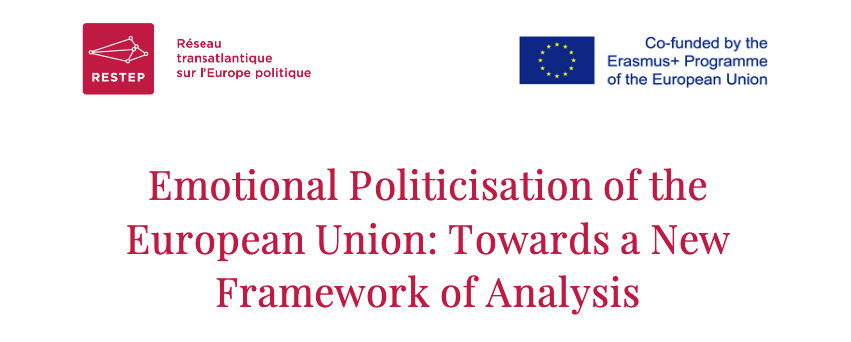 RESTEP
Réseau
transatlantique
sur l'Europe politique
Co-funded by the
Erasmus+ Programme
of the European Union
Emotional Politicisation of the
European Union: Towards a New
Framework of Analysis